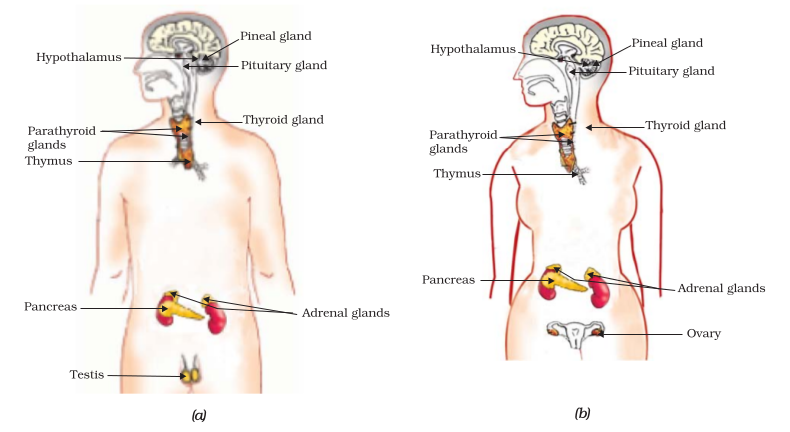 Pineal gland
Hypothalamus
Pituitary gland
Thyroid gland
Parathyroid
glands
Thymus
Pancreas
Adrenal glands
Testis
(a)
Pineal gland
Hypothalamus
Pituitary gland
Thyroid gland
Parathyroid
glands
Thymus
Pancreas
Adrenal glands
Ovary
(b)